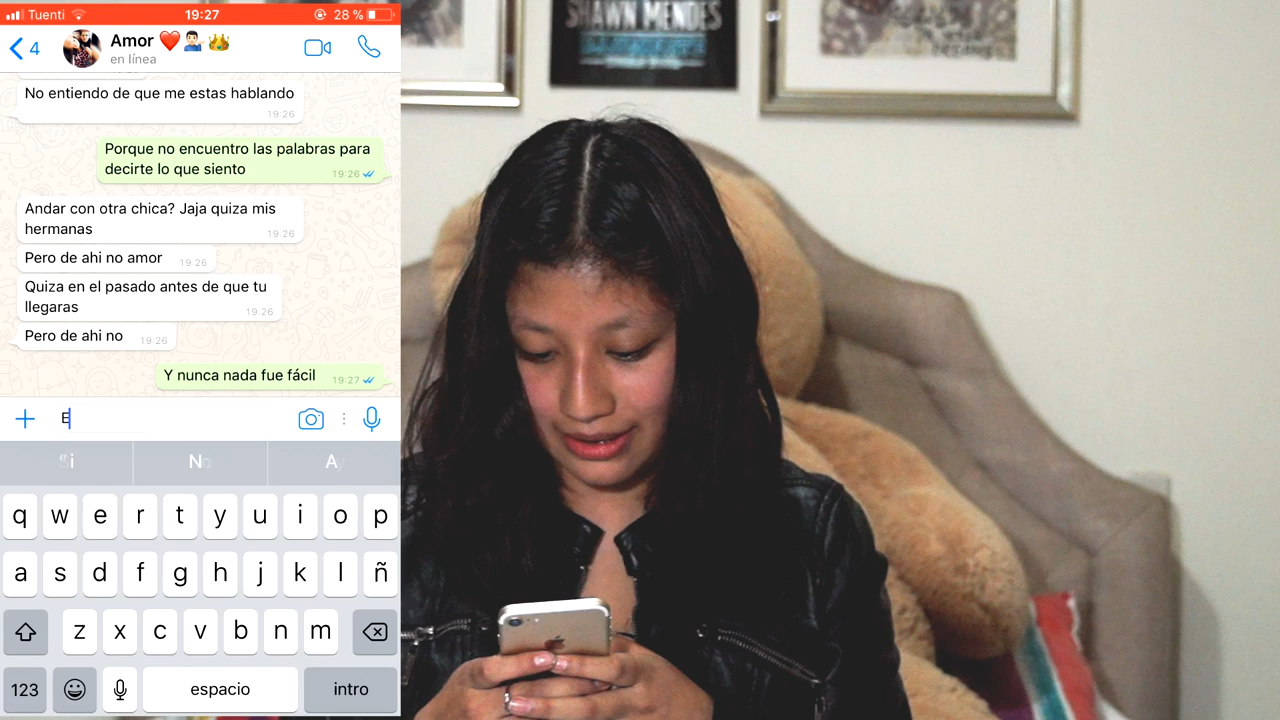 Tuenti 19:27 28 %
4 Amor ❤️🙎🏻‍♂️👑
en línea
No entiendo de que me estas hablando
19:26
Porque no encuentro las palabras para
decirte lo que siento 19:26
Andar con otra chica? Jaja quiza mis
hermanas 19:26
Pero de ahi no amor 19:26
Quiza en el pasado antes de que tu
llegaras 19:26
Pero de ahi no 19:26
Y nunca nada fue fácil 19:27
E
q w e r t y u i o p
a s d f g h j k l ñ
z x c v b n m
123 espacio intro
SHAWN MENDES